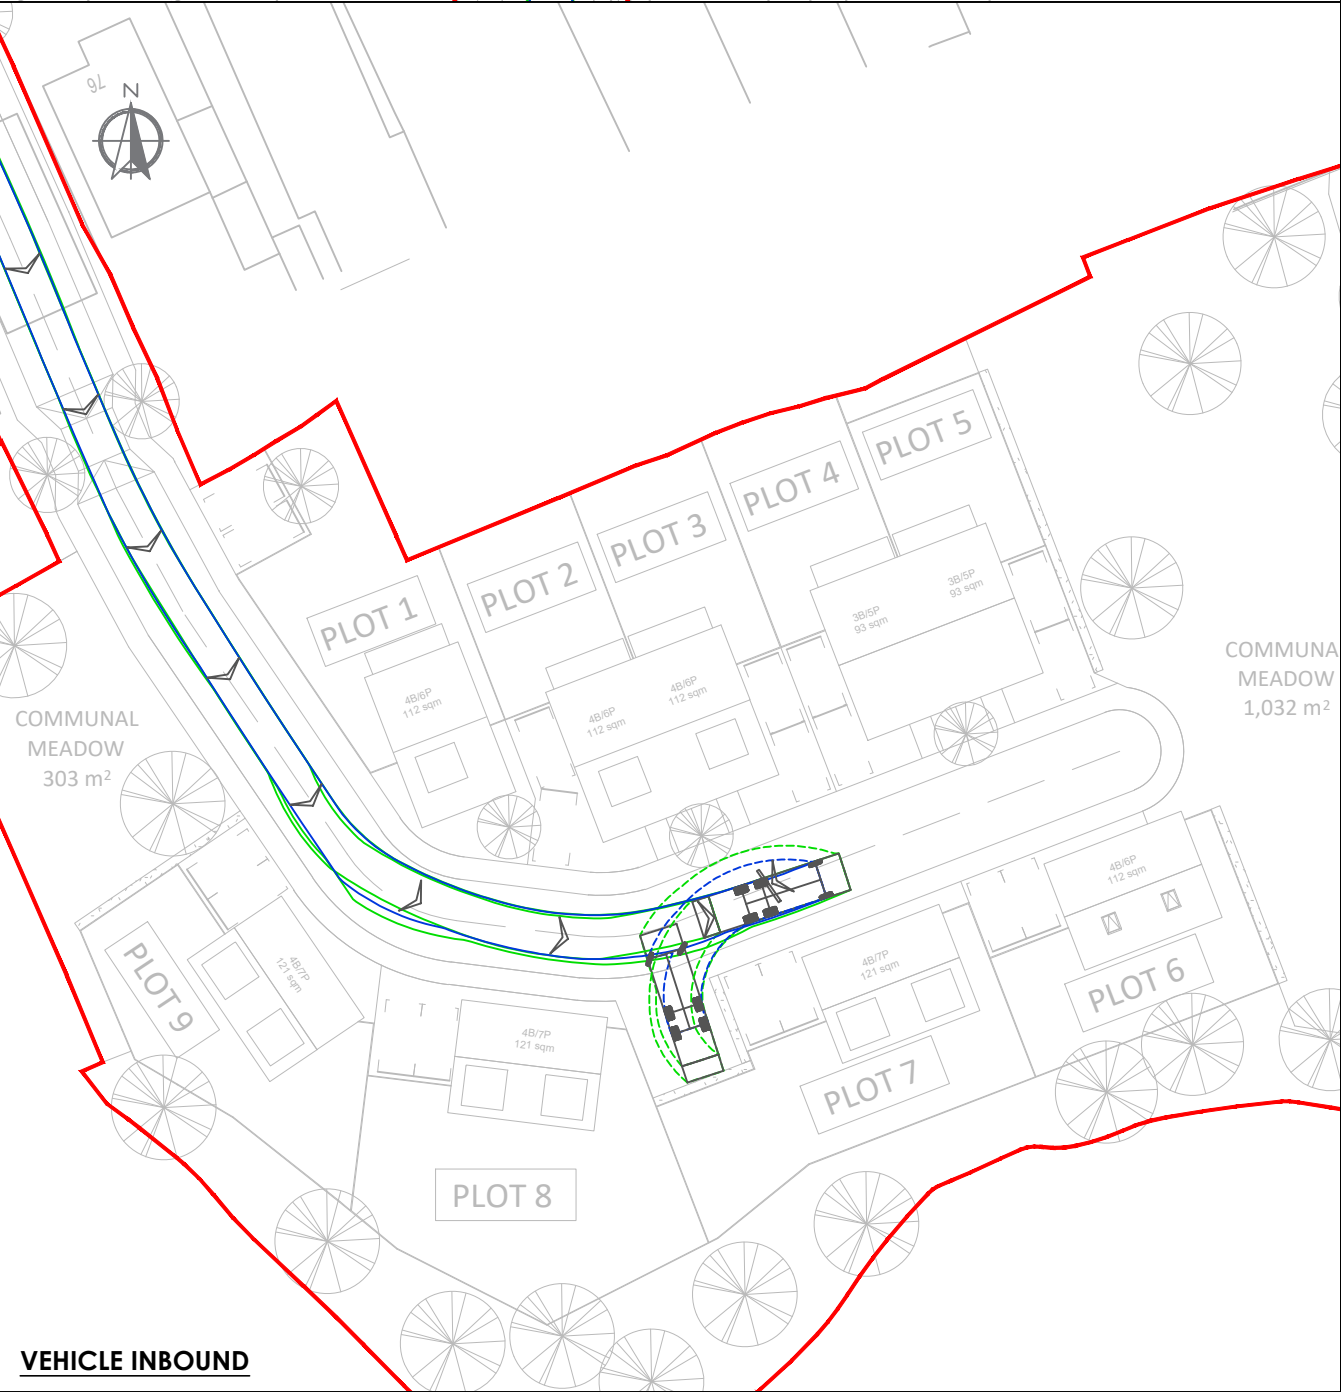 76
N
PLOT 5
PLOT 4
PLOT 3
PLOT 2
PLOT 1
3B/5P
93 sqm
3B/5P
93 sqm
4B/6P
112 sqm
4B/6P
112 sqm
4B/6P
112 sqm
COMMUNA
MEADOW
1,032 m²
COMMUNAL
MEADOW
303 m²
4B/6P
112 sqm
PLOT 6
4B/7P
121 sqm
PLOT 7
4B/7P
121 sqm
PLOT 9
4B/7P
121 sqm
PLOT 8
VEHICLE INBOUND